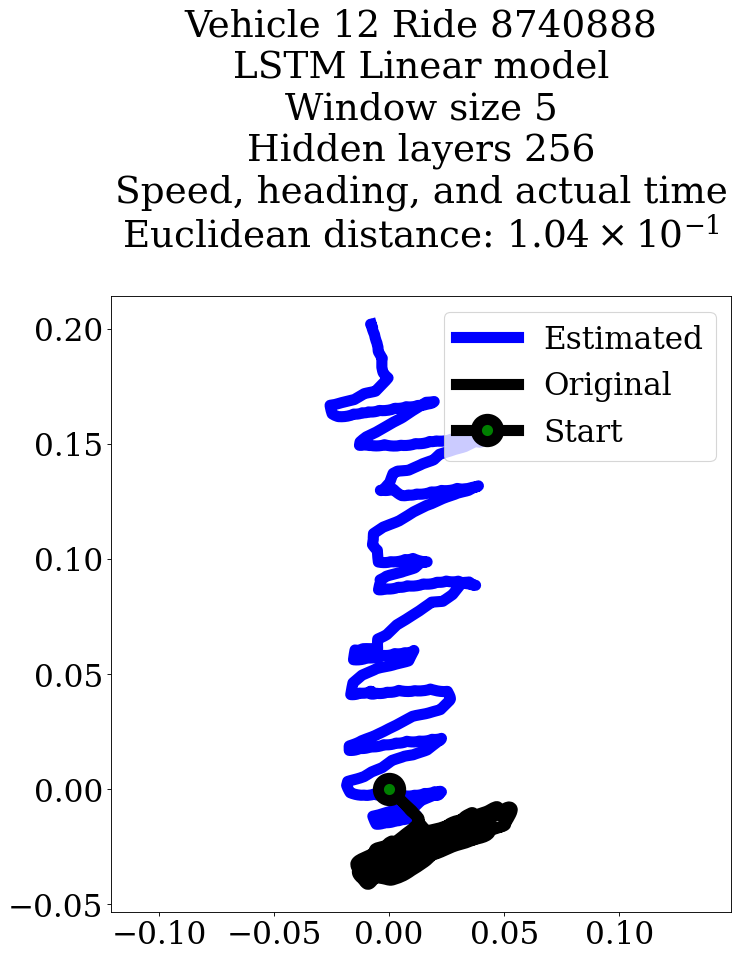 Vehicle 12 Ride 8740888
LSTM Linear model
Window size 5
Hidden layers 256
Speed, heading, and actual time
Euclidean distance: 1.04 × 10⁻¹
Estimated
Original
Start
0.20
0.15
0.10
0.05
0.00
−0.05
−0.10 −0.05 0.00 0.05 0.10